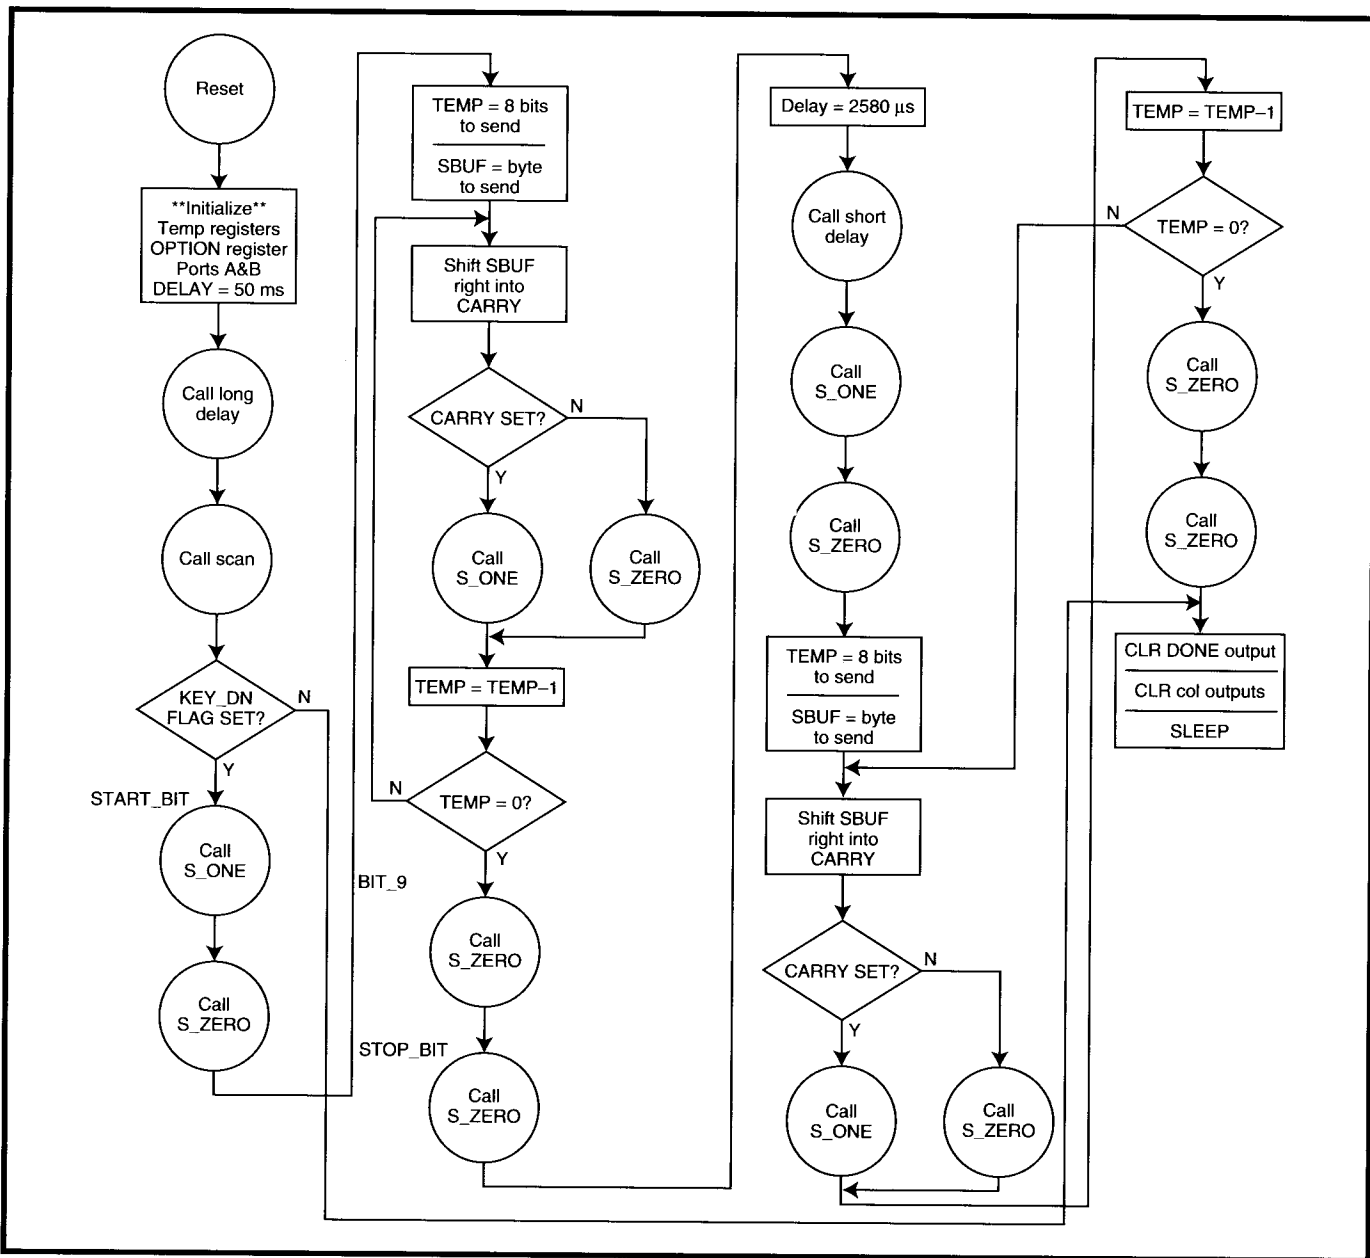 Reset
**Initialize**
Temp registers
OPTION register
Ports A&B
DELAY = 50 ms
Call long
delay
Call scan
KEY_DN
FLAG SET?
N
Y
START_BIT
Call
S_ONE
Call
S_ZERO
TEMP = 8 bits
to send
SBUF = byte
to send
Shift SBUF
right into
CARRY
CARRY SET?
N
Y
Call
S_ONE
Call
S_ZERO
TEMP = TEMP–1
N
TEMP = 0?
Y
BIT_9
Call
S_ZERO
STOP_BIT
Call
S_ZERO
Delay = 2580 μs
Call short
delay
Call
S_ONE
Call
S_ZERO
TEMP = 8 bits
to send
SBUF = byte
to send
Shift SBUF
right into
CARRY
CARRY SET?
N
Y
Call
S_ONE
Call
S_ZERO
TEMP = TEMP–1
N
TEMP = 0?
Y
Call
S_ZERO
Call
S_ZERO
CLR DONE output
CLR col outputs
SLEEP